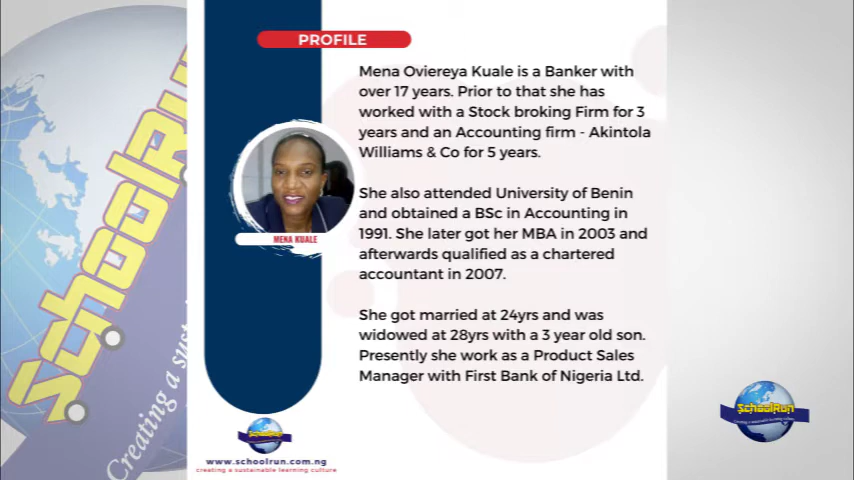 PROFILE
Mena Oviereya Kuale is a Banker with
over 17 years. Prior to that she has
worked with a Stock broking Firm for 3
years and an Accounting firm - Akintola
Williams & Co for 5 years.
She also attended University of Benin
and obtained a BSc in Accounting in
1991. She later got her MBA in 2003 and
afterwards qualified as a chartered
accountant in 2007.
She got married at 24yrs and was
widowed at 28yrs with a 3 year old son.
Presently she work as a Product Sales
Manager with First Bank of Nigeria Ltd.
MENA KUALE
SchoolRun
www.schoolrun.com.ng
creating a sustainable learning culture
SchoolRun
Creating a sust
SchoolRun
Creating a sustainable learning culture